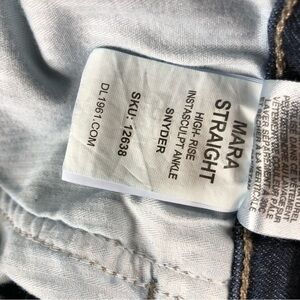 MARA
STRAIGHT
HIGH-RISE
INSTASCULPT ANKLE
SNYDER
SKU: 12638
DL1961.COM